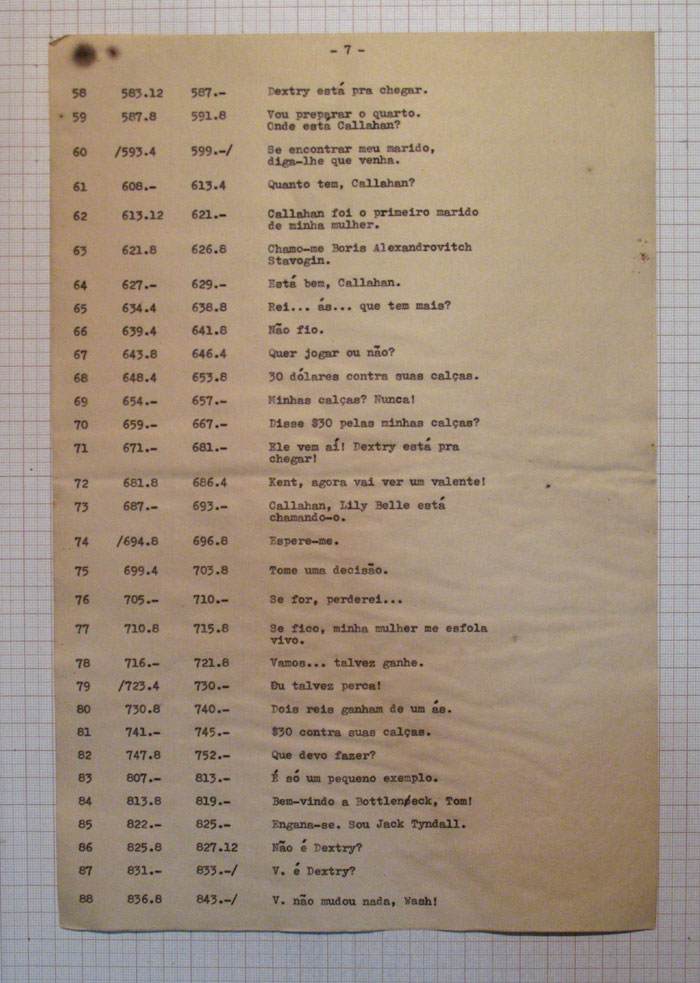 - 7 -
58 583.12 587.- Dextry está pra chegar.
59 587.8 591.8 Vou preparar o quarto.
Onde está Callahan?
60 /593.4 599.-/ Se encontrar meu marido,
diga-lhe que venha.
61 608.- 613.4 Quanto tem, Callahan?
62 613.12 621.- Callahan foi o primeiro marido
de minha mulher.
63 621.8 626.8 Chamo-me Boris Alexandrovitch
Stavogin.
64 627.- 629.- Está bem, Callahan.
65 634.4 638.8 Rei... ás... que tem mais?
66 639.4 641.8 Não fio.
67 643.8 646.4 Quer jogar ou não?
68 648.4 653.8 30 dólares contra suas calças.
69 654.- 657.- Minhas calças? Nunca!
70 659.- 667.- Disse $30 pelas minhas calças?
71 671.- 681.- Ele vem aí! Dextry está pra
chegar!
72 681.8 686.4 Kent, agora vai ver um valente!
73 687.- 693.- Callahan, Lily Belle está
chamando-o.
74 /694.8 696.8 Espere-me.
75 699.4 703.8 Tome uma decisão.
76 705.- 710.- Se for, perderei...
77 710.8 715.8 Se fico, minha mulher me esfola
vivo.
78 716.- 721.8 Vamos... talvez ganhe.
79 /723.4 730.- Eu talvez perca!
80 730.8 740.- Dois reis ganham de um ás.
81 741.- 745.- $30 contra suas calças.
82 747.8 752.- Que devo fazer?
83 807.- 813.- É só um pequeno exemplo.
84 813.8 819.- Bem-vindo a Bottleneck, Tom!
85 822.- 825.- Engana-se. Sou Jack Tyndall.
86 825.8 827.12 Não é Dextry?
87 831.- 833.-/ V. é Dextry?
88 836.8 843.-/ V. não mudou nada, Wash!